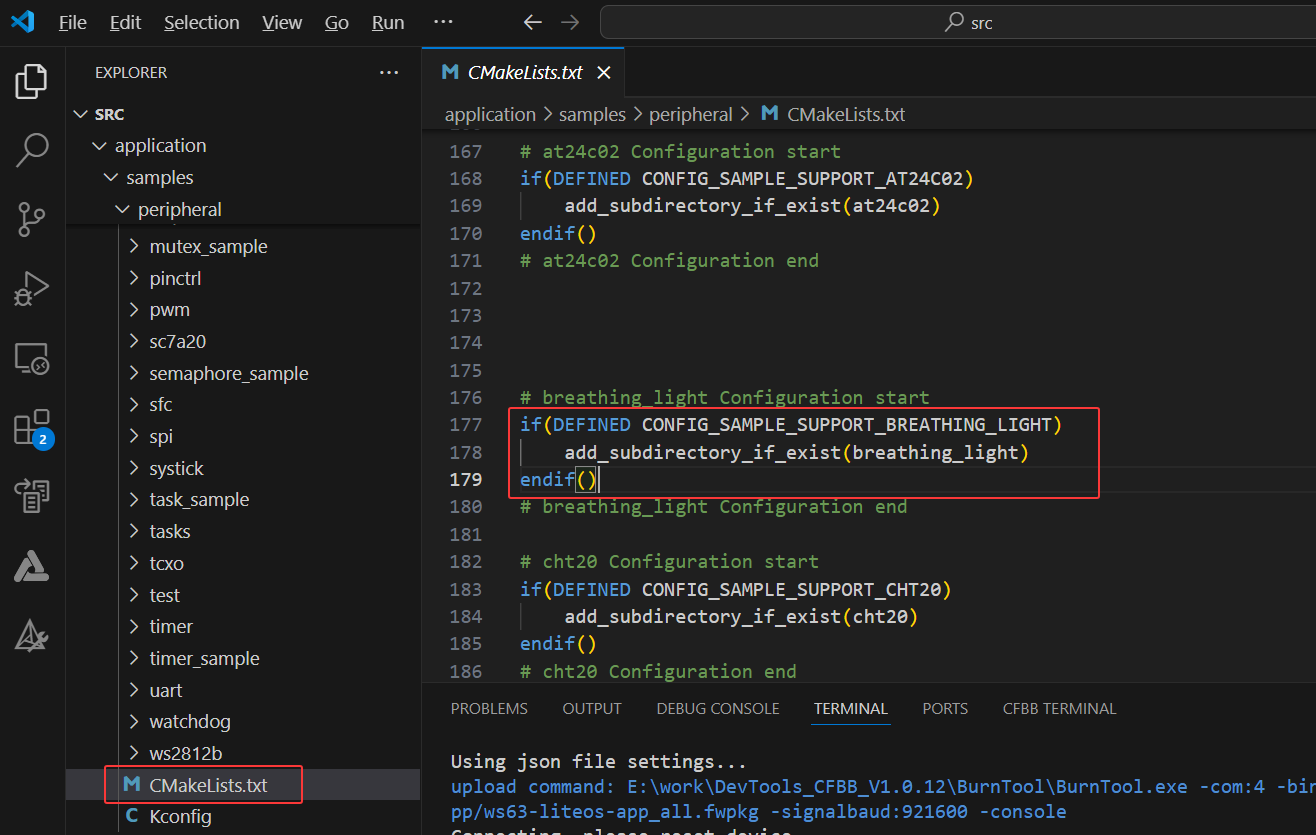 File Edit Selection View Go Run ··· src
EXPLORER ···
SRC
application
samples
peripheral
mutex_sample
pinctrl
pwm
sc7a20
semaphore_sample
sfc
spi
systick
task_sample
tasks
tcxo
test
timer
timer_sample
uart
watchdog
ws2812b
M CMakeLists.txt
C Kconfig
2
M CMakeLists.txt
application > samples > peripheral > M CMakeLists.txt
167 # at24c02 Configuration start
168 if(DEFINED CONFIG_SAMPLE_SUPPORT_AT24C02)
169 add_subdirectory_if_exist(at24c02)
170 endif()
171 # at24c02 Configuration end
172
173
174
175
176 # breathing_light Configuration start
177 if(DEFINED CONFIG_SAMPLE_SUPPORT_BREATHING_LIGHT)
178 add_subdirectory_if_exist(breathing_light)
179 endif()
180 # breathing_light Configuration end
181
182 # cht20 Configuration start
183 if(DEFINED CONFIG_SAMPLE_SUPPORT_CHT20)
184 add_subdirectory_if_exist(cht20)
185 endif()
186 # cht20 Configuration end
PROBLEMS OUTPUT DEBUG CONSOLE TERMINAL PORTS CFBB TERMINAL
Using json file settings...
upload command: E:\work\DevTools_CFBB_V1.0.12\BurnTool\BurnTool.exe -com:4 -bin
pp/ws63-liteos-app_all.fwpkg -signalbaud:921600 -console
Connecting, please reset device